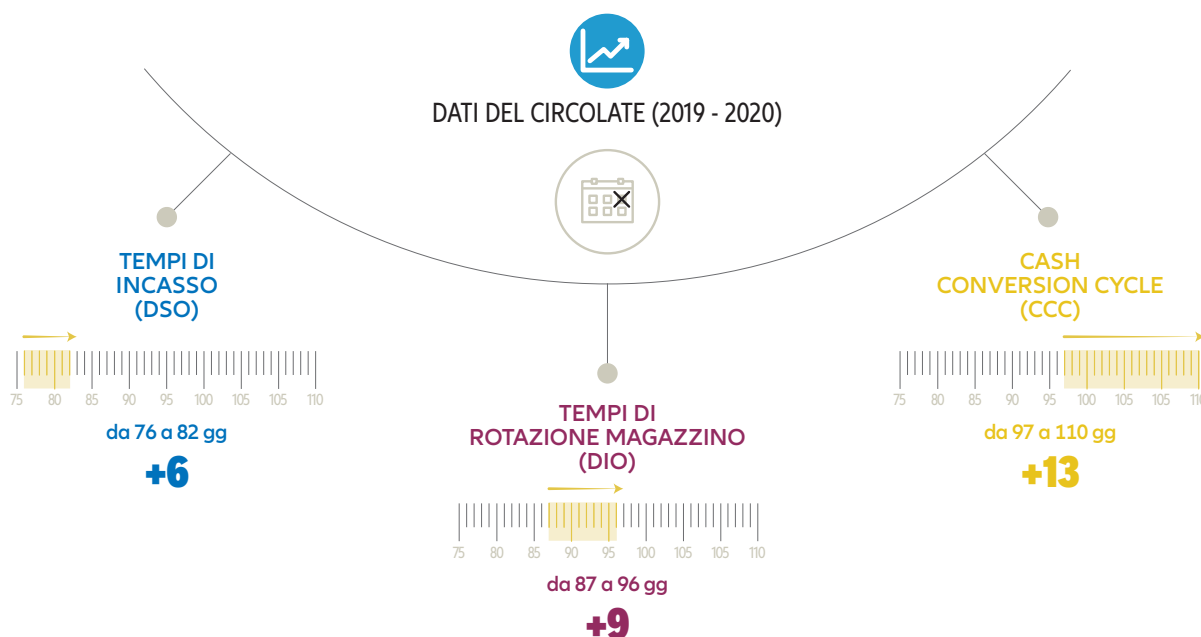 DATI DEL CIRCOLATE (2019 - 2020)
TEMPI DI
INCASSO
(DSO)
75 80 85 90 95 100 105 105 110
da 76 a 82 gg
+6
TEMPI DI
ROTAZIONE MAGAZZINO
(DIO)
75 80 85 90 95 100 105 105 110
da 87 a 96 gg
+9
CASH
CONVERSION CYCLE
(CCC)
75 80 85 90 95 100 105 105 110
da 97 a 110 gg
+13